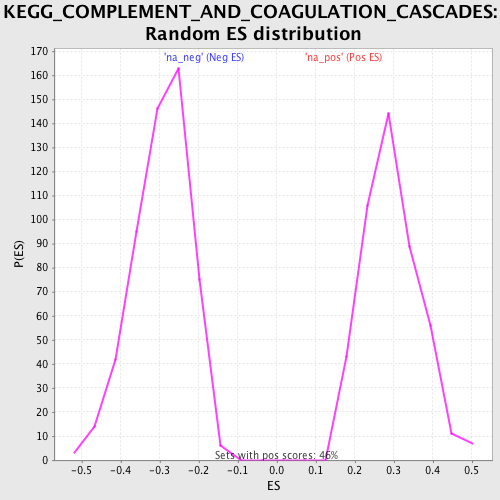 KEGG_COMPLEMENT_AND_COAGULATION_CASCADES:
Random ES distribution
'na_neg' (Neg ES)
'na_pos' (Pos ES)
170
160
150
140
130
120
110
100
90
80
70
60
50
40
30
20
10
0
P(ES)
Sets with pos scores: 46%
-0.5 -0.4 -0.3 -0.2 -0.1 0.0 0.1 0.2 0.3 0.4 0.5
ES